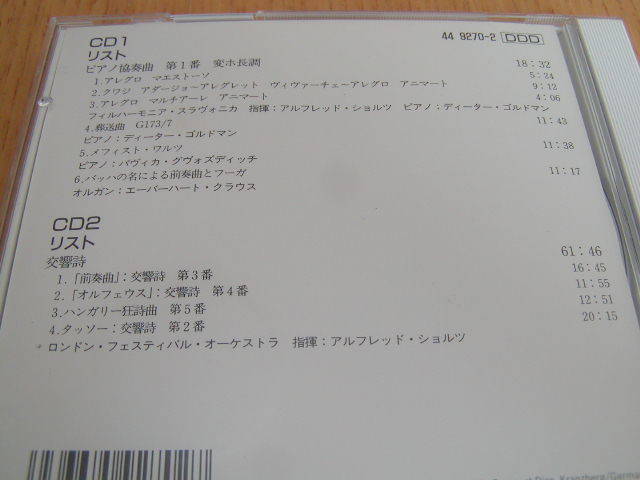 CD1 44 9270-2 DDD
リスト
ピアノ協奏曲 第1番 変ホ長調 18:32
1.アレグロ マエストーソ 5:24
2.クワジ アダージョ~アレグレット ヴィヴァーチェ~アレグロ アニマート 9:12
3.アレグロ マルチアーレ アニマート 4:06
フィルハーモニア・スラヴォニカ 指揮:アルフレッド・ショルツ ピアノ:ディーター・ゴルドマン
4.葬送曲 G173/7 11:43
ピアノ:ディーター・ゴルドマン
5.メフィスト・ワルツ 11:38
ピアノ:パヴィカ・グヴォズディッチ
6.バッハの名による前奏曲とフーガ 11:17
オルガン:エーバーハート・クラウス
CD2
リスト
交響詩 61:46
1.「前奏曲」:交響詩 第3番 16:45
2.「オルフェウス」:交響詩 第4番 11:55
3.ハンガリー狂詩曲 第5番 12:51
4.タッソー:交響詩 第2番 20:15
ロンドン・フェスティバル・オーケストラ 指揮:アルフレッド・ショルツ